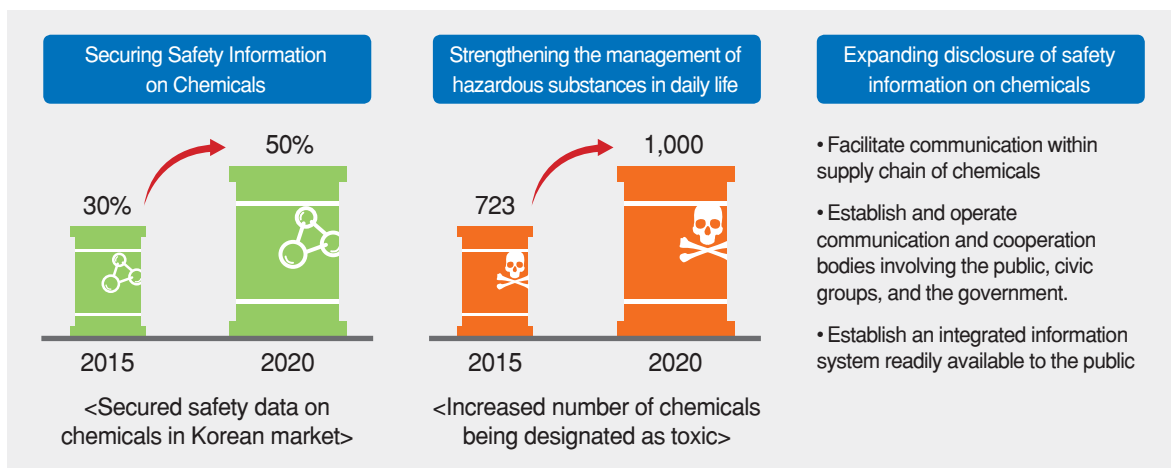 Securing Safety Information
on Chemicals
30%
50%
2015
2020
<Secured safety data on
chemicals in Korean market>
Strengthening the management of
hazardous substances in daily life
723
1,000
2015
2020
<Increased number of chemicals
being designated as toxic>
Expanding disclosure of safety
information on chemicals
• Facilitate communication within
supply chain of chemicals
• Establish and operate
communication and cooperation
bodies involving the public, civic
groups, and the government.
• Establish an integrated information
system readily available to the public